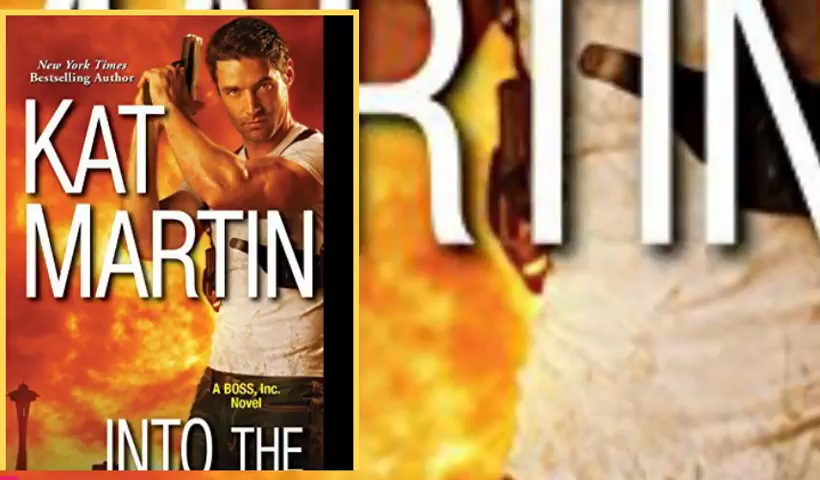 New York Times
Bestselling Author
KAT
MARTIN
A BOSS, Inc.
Novel
INTO THE
RTIN